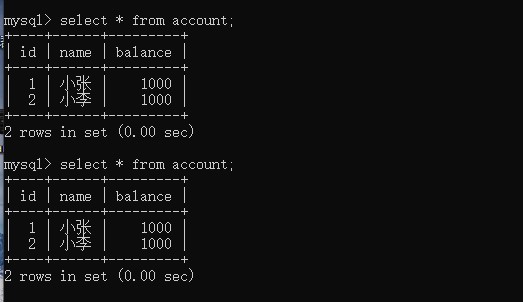 mysql> select * from account;
+----+------+---------+
| id | name | balance |
+----+------+---------+
|  1 | 小张 |    1000 |
|  2 | 小李 |    1000 |
+----+------+---------+
2 rows in set (0.00 sec)
mysql> select * from account;
+----+------+---------+
| id | name | balance |
+----+------+---------+
|  1 | 小张 |    1000 |
|  2 | 小李 |    1000 |
+----+------+---------+
2 rows in set (0.00 sec)